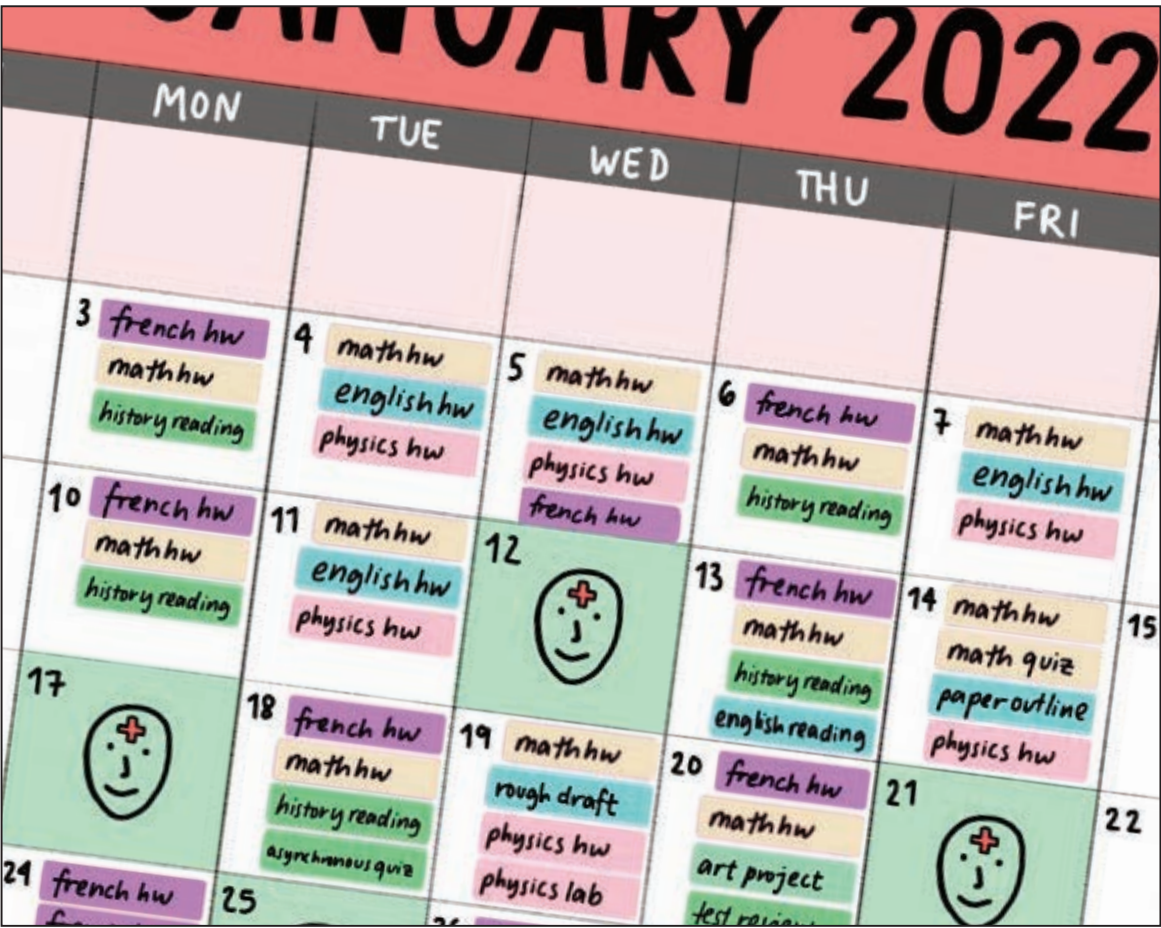 JANUARY 2022
MON TUE WED THU FRI
3 french hw
math hw
history reading
4 math hw
english hw
physics hw
5 math hw
english hw
physics hw
french hw
6 french hw
math hw
history reading
7 math hw
english hw
physics hw
10 french hw
math hw
history reading
11 math hw
english hw
physics hw
12
13 french hw
math hw
history reading
english reading
14 math hw
math quiz
paper outline
physics hw
15
17
18 french hw
math hw
history reading
asynchronous quiz
19 math hw
rough draft
physics hw
physics lab
20 french hw
math hw
art project
test review
21
22
24 french hw
25
26